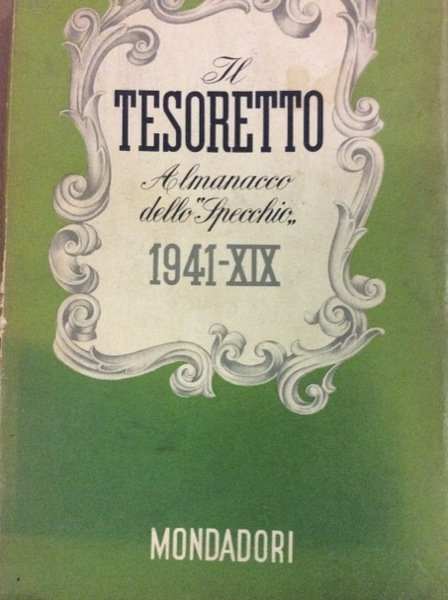 Il
TESORETTO
Almanacco
dello "Specchio„
1941-XIX
MONDADORI